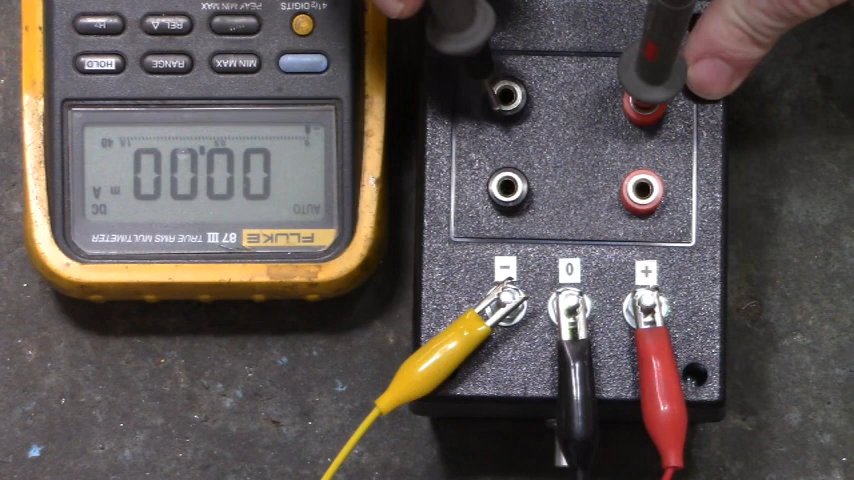 FLUKE 87 III TRUE RMS MULTIMETER
AUTO DC
00.00 m A
MIN MAX RANGE HOLD
4½ DIGITS PEAK MIN MAX REL Δ Hz
- 0 +